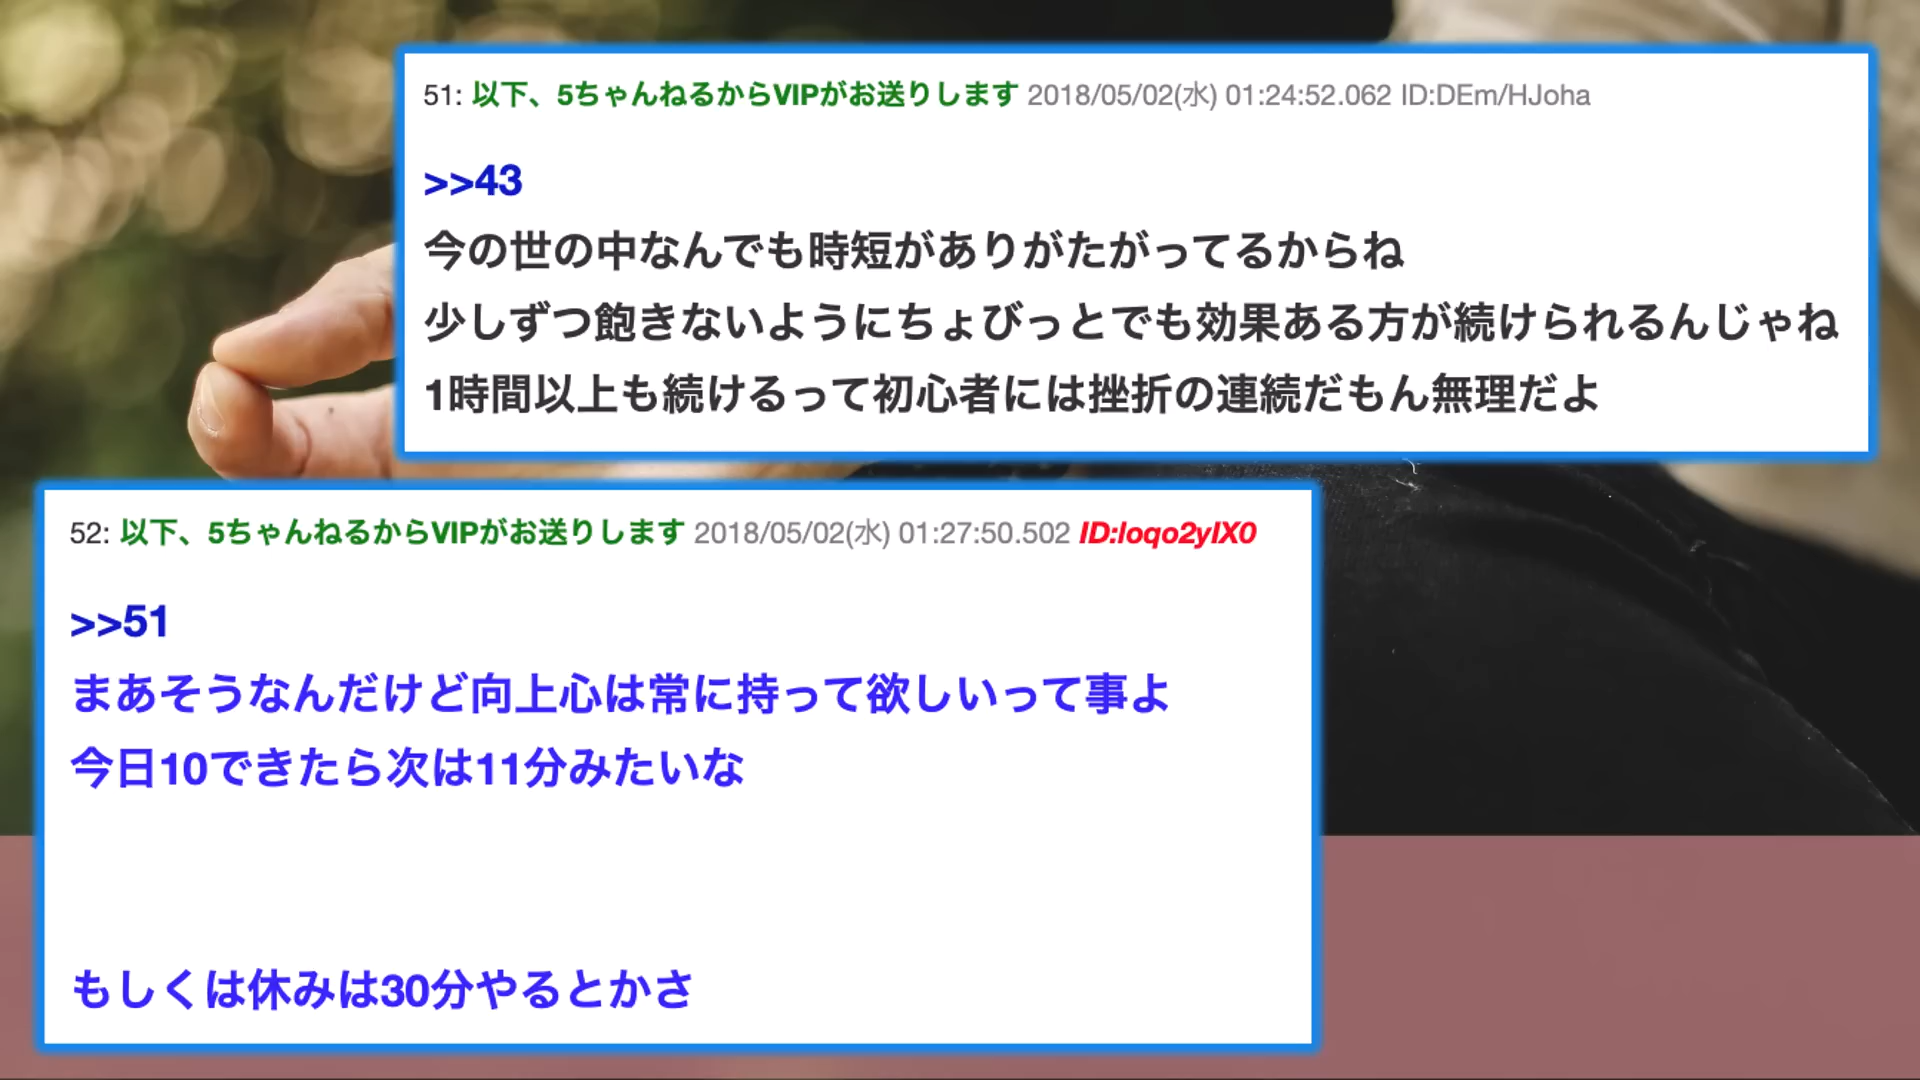 51: 以下、5ちゃんねるからVIPがお送りします 2018/05/02(水) 01:24:52.062 ID:DEm/HJoha
>>43
今の世の中なんでも時短がありがたがってるからね
少しずつ飽きないようにちょびっとでも効果ある方が続けられるんじゃね
1時間以上も続けるって初心者には挫折の連続だもん無理だよ
52: 以下、5ちゃんねるからVIPがお送りします 2018/05/02(水) 01:27:50.502 ID:loqo2yIX0
>>51
まあそうなんだけど向上心は常に持って欲しいって事よ
今日10できたら次は11分みたいな
もしくは休みは30分やるとかさ